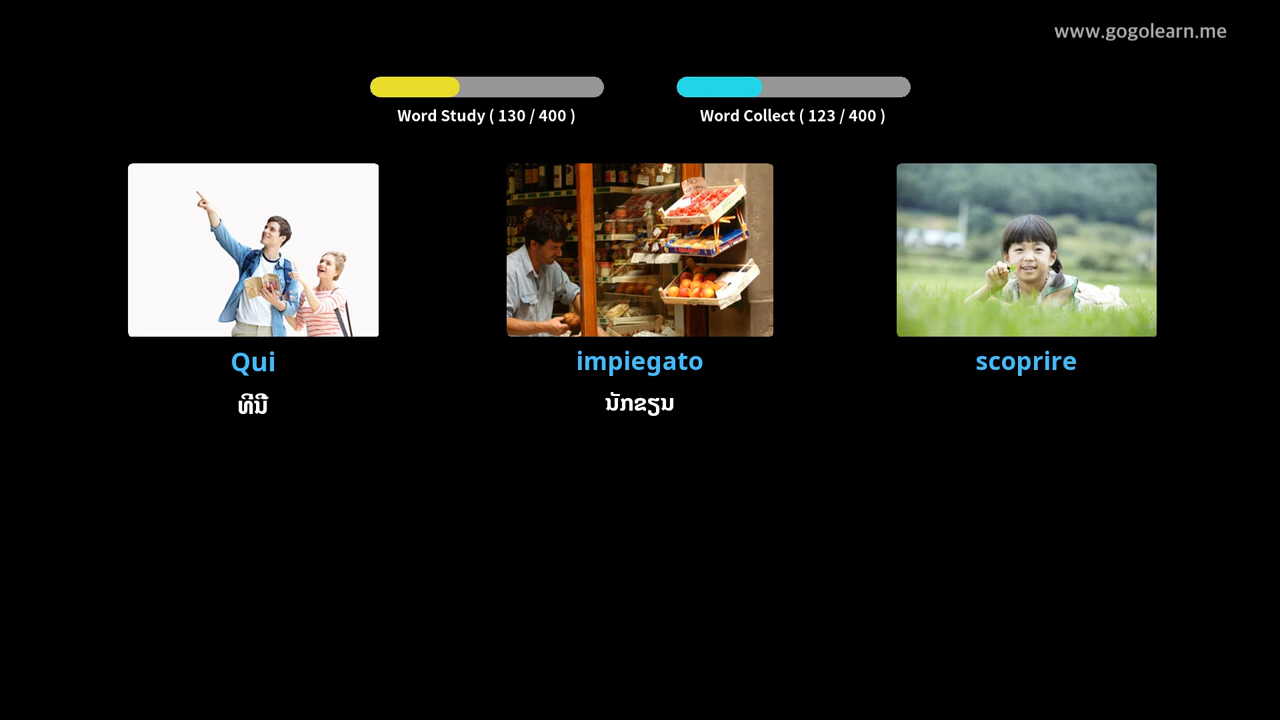 www.gogolearn.me
Word Study ( 130 / 400 )
Word Collect ( 123 / 400 )
Qui
ທີ່ນີ້
impiegato
ນັກຂຽນ
scoprire